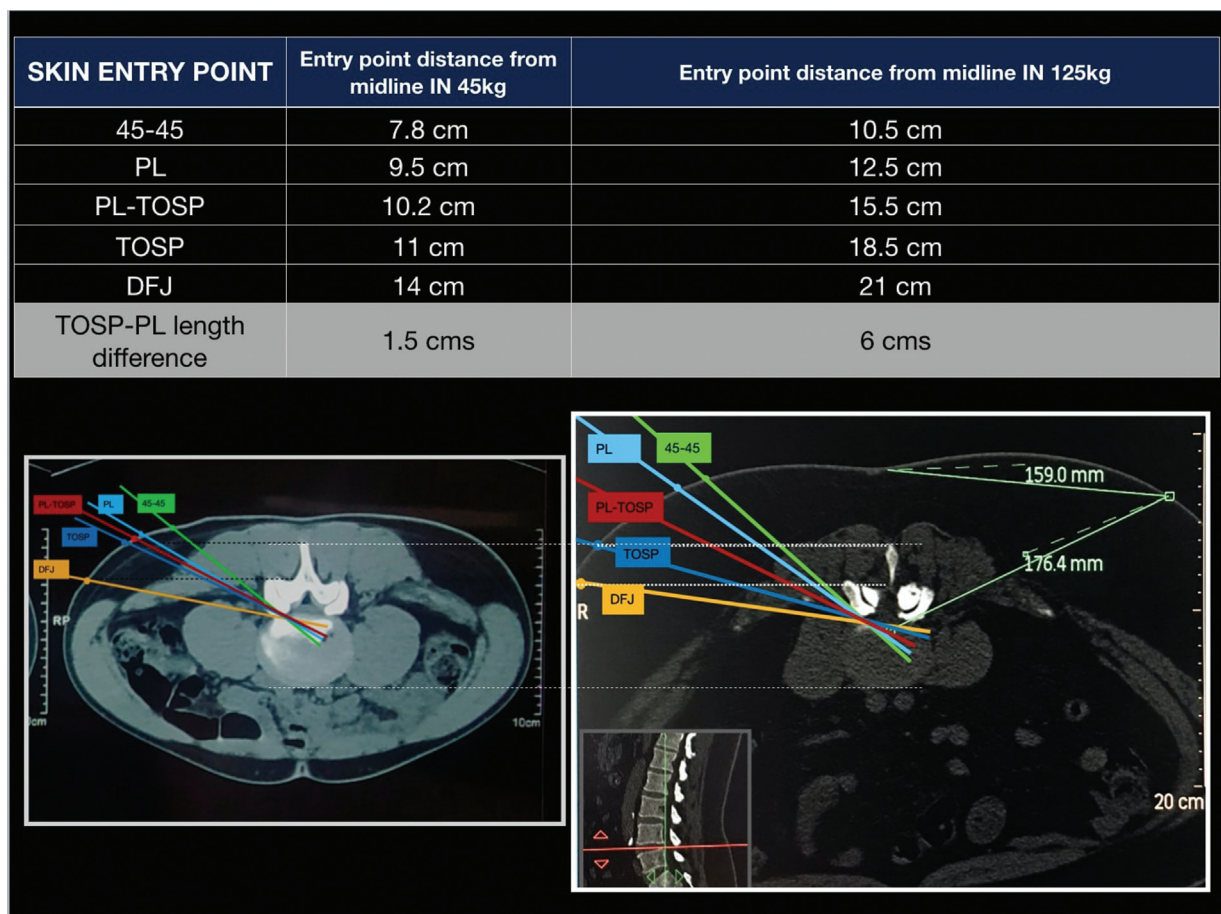 SKIN ENTRY POINT
Entry point distance from
midline IN 45kg
Entry point distance from midline IN 125kg
45-45
7.8 cm
10.5 cm
PL
9.5 cm
12.5 cm
PL-TOSP
10.2 cm
15.5 cm
TOSP
11 cm
18.5 cm
DFJ
14 cm
21 cm
TOSP-PL length
difference
1.5 cms
6 cms
PL-TOSP
PL
45-45
TOSP
DFJ
RP
10cm
PL
45-45
159.0 mm
PL-TOSP
TOSP
176.4 mm
DFJ
R
20 cm